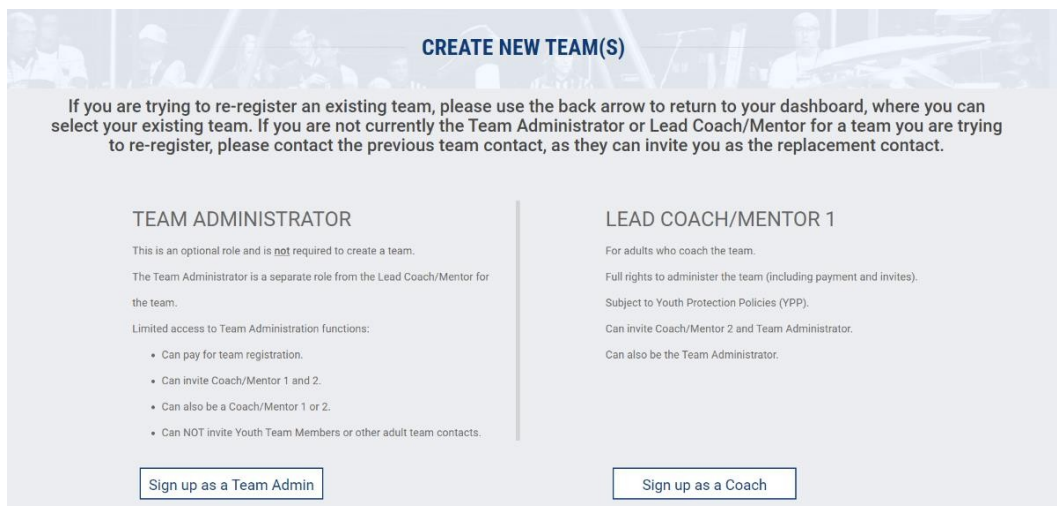 CREATE NEW TEAM(S)
If you are trying to re-register an existing team, please use the back arrow to return to your dashboard, where you can
select your existing team. If you are not currently the Team Administrator or Lead Coach/Mentor for a team you are trying
to re-register, please contact the previous team contact, as they can invite you as the replacement contact.
TEAM ADMINISTRATOR
This is an optional role and is not required to create a team.
The Team Administrator is a separate role from the Lead Coach/Mentor for
the team.
Limited access to Team Administration functions:
• Can pay for team registration.
• Can invite Coach/Mentor 1 and 2.
• Can also be a Coach/Mentor 1 or 2.
• Can NOT invite Youth Team Members or other adult team contacts.
Sign up as a Team Admin
LEAD COACH/MENTOR 1
For adults who coach the team.
Full rights to administer the team (including payment and invites).
Subject to Youth Protection Policies (YPP).
Can invite Coach/Mentor 2 and Team Administrator.
Can also be the Team Administrator.
Sign up as a Coach